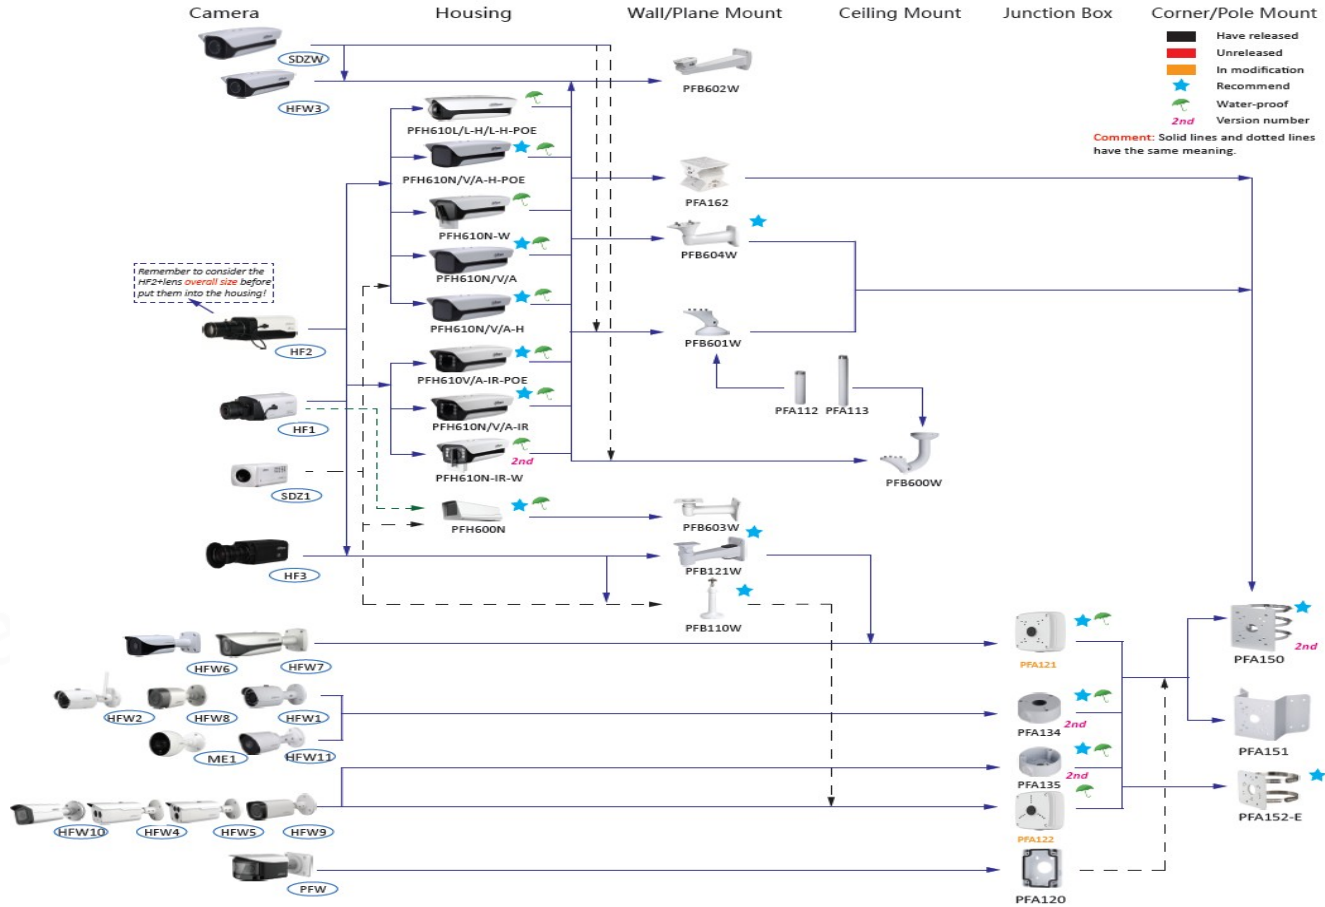 Camera
Housing
Wall/Plane Mount
Ceiling Mount
Junction Box
Corner/Pole Mount
Have released
Unreleased
In modification
Recommend
Water-proof
2nd Version number
Comment: Solid lines and dotted lines
have the same meaning.
SDZW
HFW3
PFB602W
PFH610L/L-H/L-H-POE
PFH610N/V/A-H-POE
PFA162
PFH610N-W
PFB604W
PFH610N/V/A
Remember to consider the
HF2+lens overall size before
put them into the housing!
PFH610N/V/A-H
PFB601W
HF2
PFH610V/A-IR-POE
PFA112
PFA113
HF1
PFH610N/V/A-IR
2nd
PFH610N-IR-W
PFB600W
SDZ1
PFH600N
PFB603W
HF3
PFB121W
PFB110W
HFW6
HFW7
PFA121
2nd
PFA150
HFW2
HFW8
HFW1
2nd
PFA134
ME1
HFW11
PFA151
2nd
PFA135
HFW10
HFW4
HFW5
HFW9
PFA122
PFA152-E
PFW
PFA120